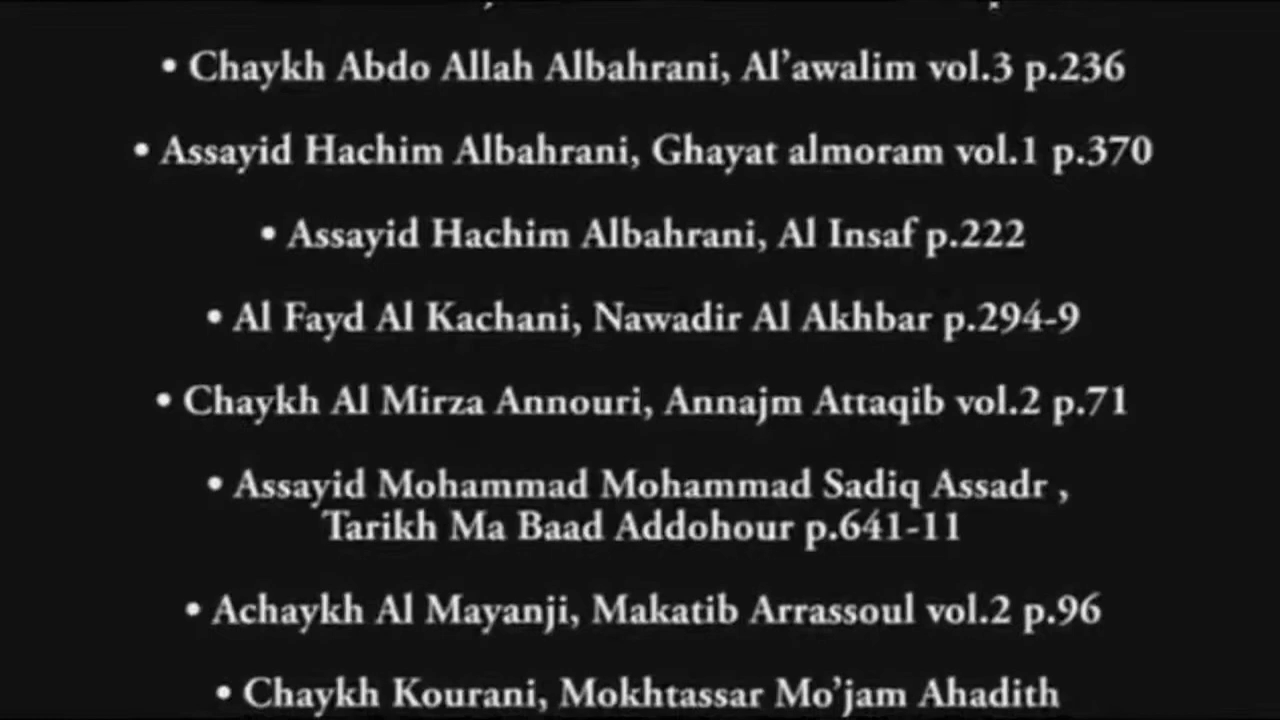 • Chaykh Abdo Allah Albahrani, Al’awalim vol.3 p.236
• Assayid Hachim Albahrani, Ghayat almoram vol.1 p.370
• Assayid Hachim Albahrani, Al Insaf p.222
• Al Fayd Al Kachani, Nawadir Al Akhbar p.294-9
• Chaykh Al Mirza Annouri, Annajm Attaqib vol.2 p.71
• Assayid Mohammad Mohammad Sadiq Assadr ,
Tarikh Ma Baad Addohour p.641-11
• Achaykh Al Mayanji, Makatib Arrassoul vol.2 p.96
• Chaykh Kourani, Mokhtassar Mo’jam Ahadith